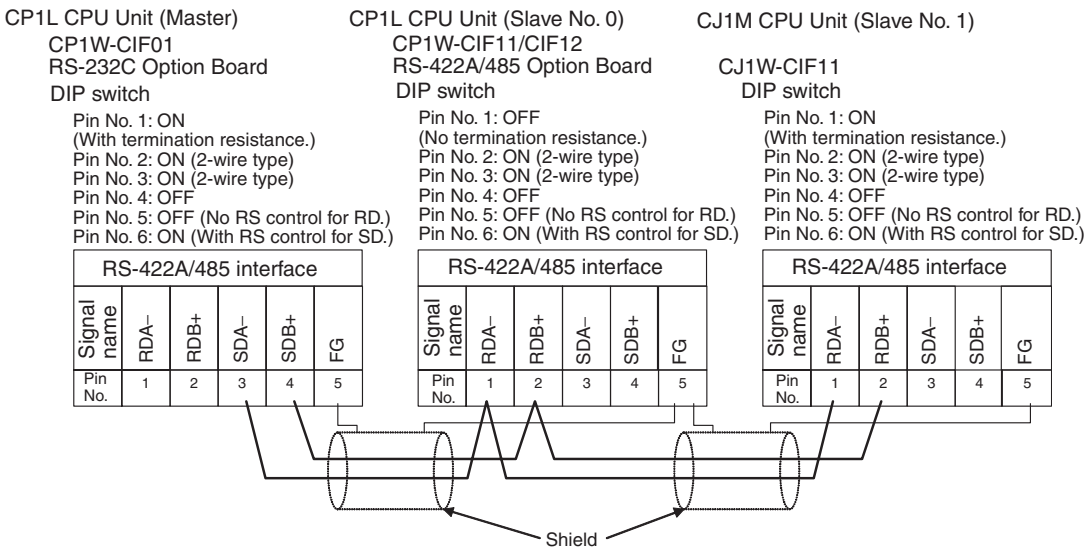 CP1L CPU Unit (Master)
CP1W-CIF01
RS-232C Option Board
DIP switch
Pin No. 1: ON
(With termination resistance.)
Pin No. 2: ON (2-wire type)
Pin No. 3: ON (2-wire type)
Pin No. 4: OFF
Pin No. 5: OFF (No RS control for RD.)
Pin No. 6: ON (With RS control for SD.)
RS-422A/485 interface
Signal name RDA– RDB+ SDA– SDB+ FG
Pin No. 1 2 3 4 5
CP1L CPU Unit (Slave No. 0)
CP1W-CIF11/CIF12
RS-422A/485 Option Board
DIP switch
Pin No. 1: OFF
(No termination resistance.)
Pin No. 2: ON (2-wire type)
Pin No. 3: ON (2-wire type)
Pin No. 4: OFF
Pin No. 5: OFF (No RS control for RD.)
Pin No. 6: ON (With RS control for SD.)
RS-422A/485 interface
Signal name RDA– RDB+ SDA– SDB+ FG
Pin No. 1 2 3 4 5
CJ1M CPU Unit (Slave No. 1)
CJ1W-CIF11
DIP switch
Pin No. 1: ON
(With termination resistance.)
Pin No. 2: ON (2-wire type)
Pin No. 3: ON (2-wire type)
Pin No. 4: OFF
Pin No. 5: OFF (No RS control for RD.)
Pin No. 6: ON (With RS control for SD.)
RS-422A/485 interface
Signal name RDA– RDB+ SDA– SDB+ FG
Pin No. 1 2 3 4 5
Shield